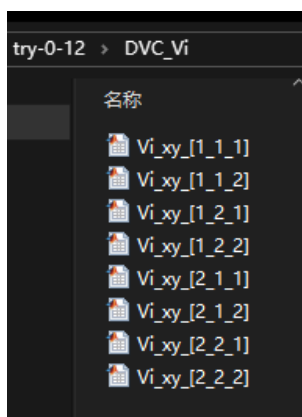 try-0-12 > DVC_Vi
名称
Vi_xy_[1_1_1]
Vi_xy_[1_1_2]
Vi_xy_[1_2_1]
Vi_xy_[1_2_2]
Vi_xy_[2_1_1]
Vi_xy_[2_1_2]
Vi_xy_[2_2_1]
Vi_xy_[2_2_2]